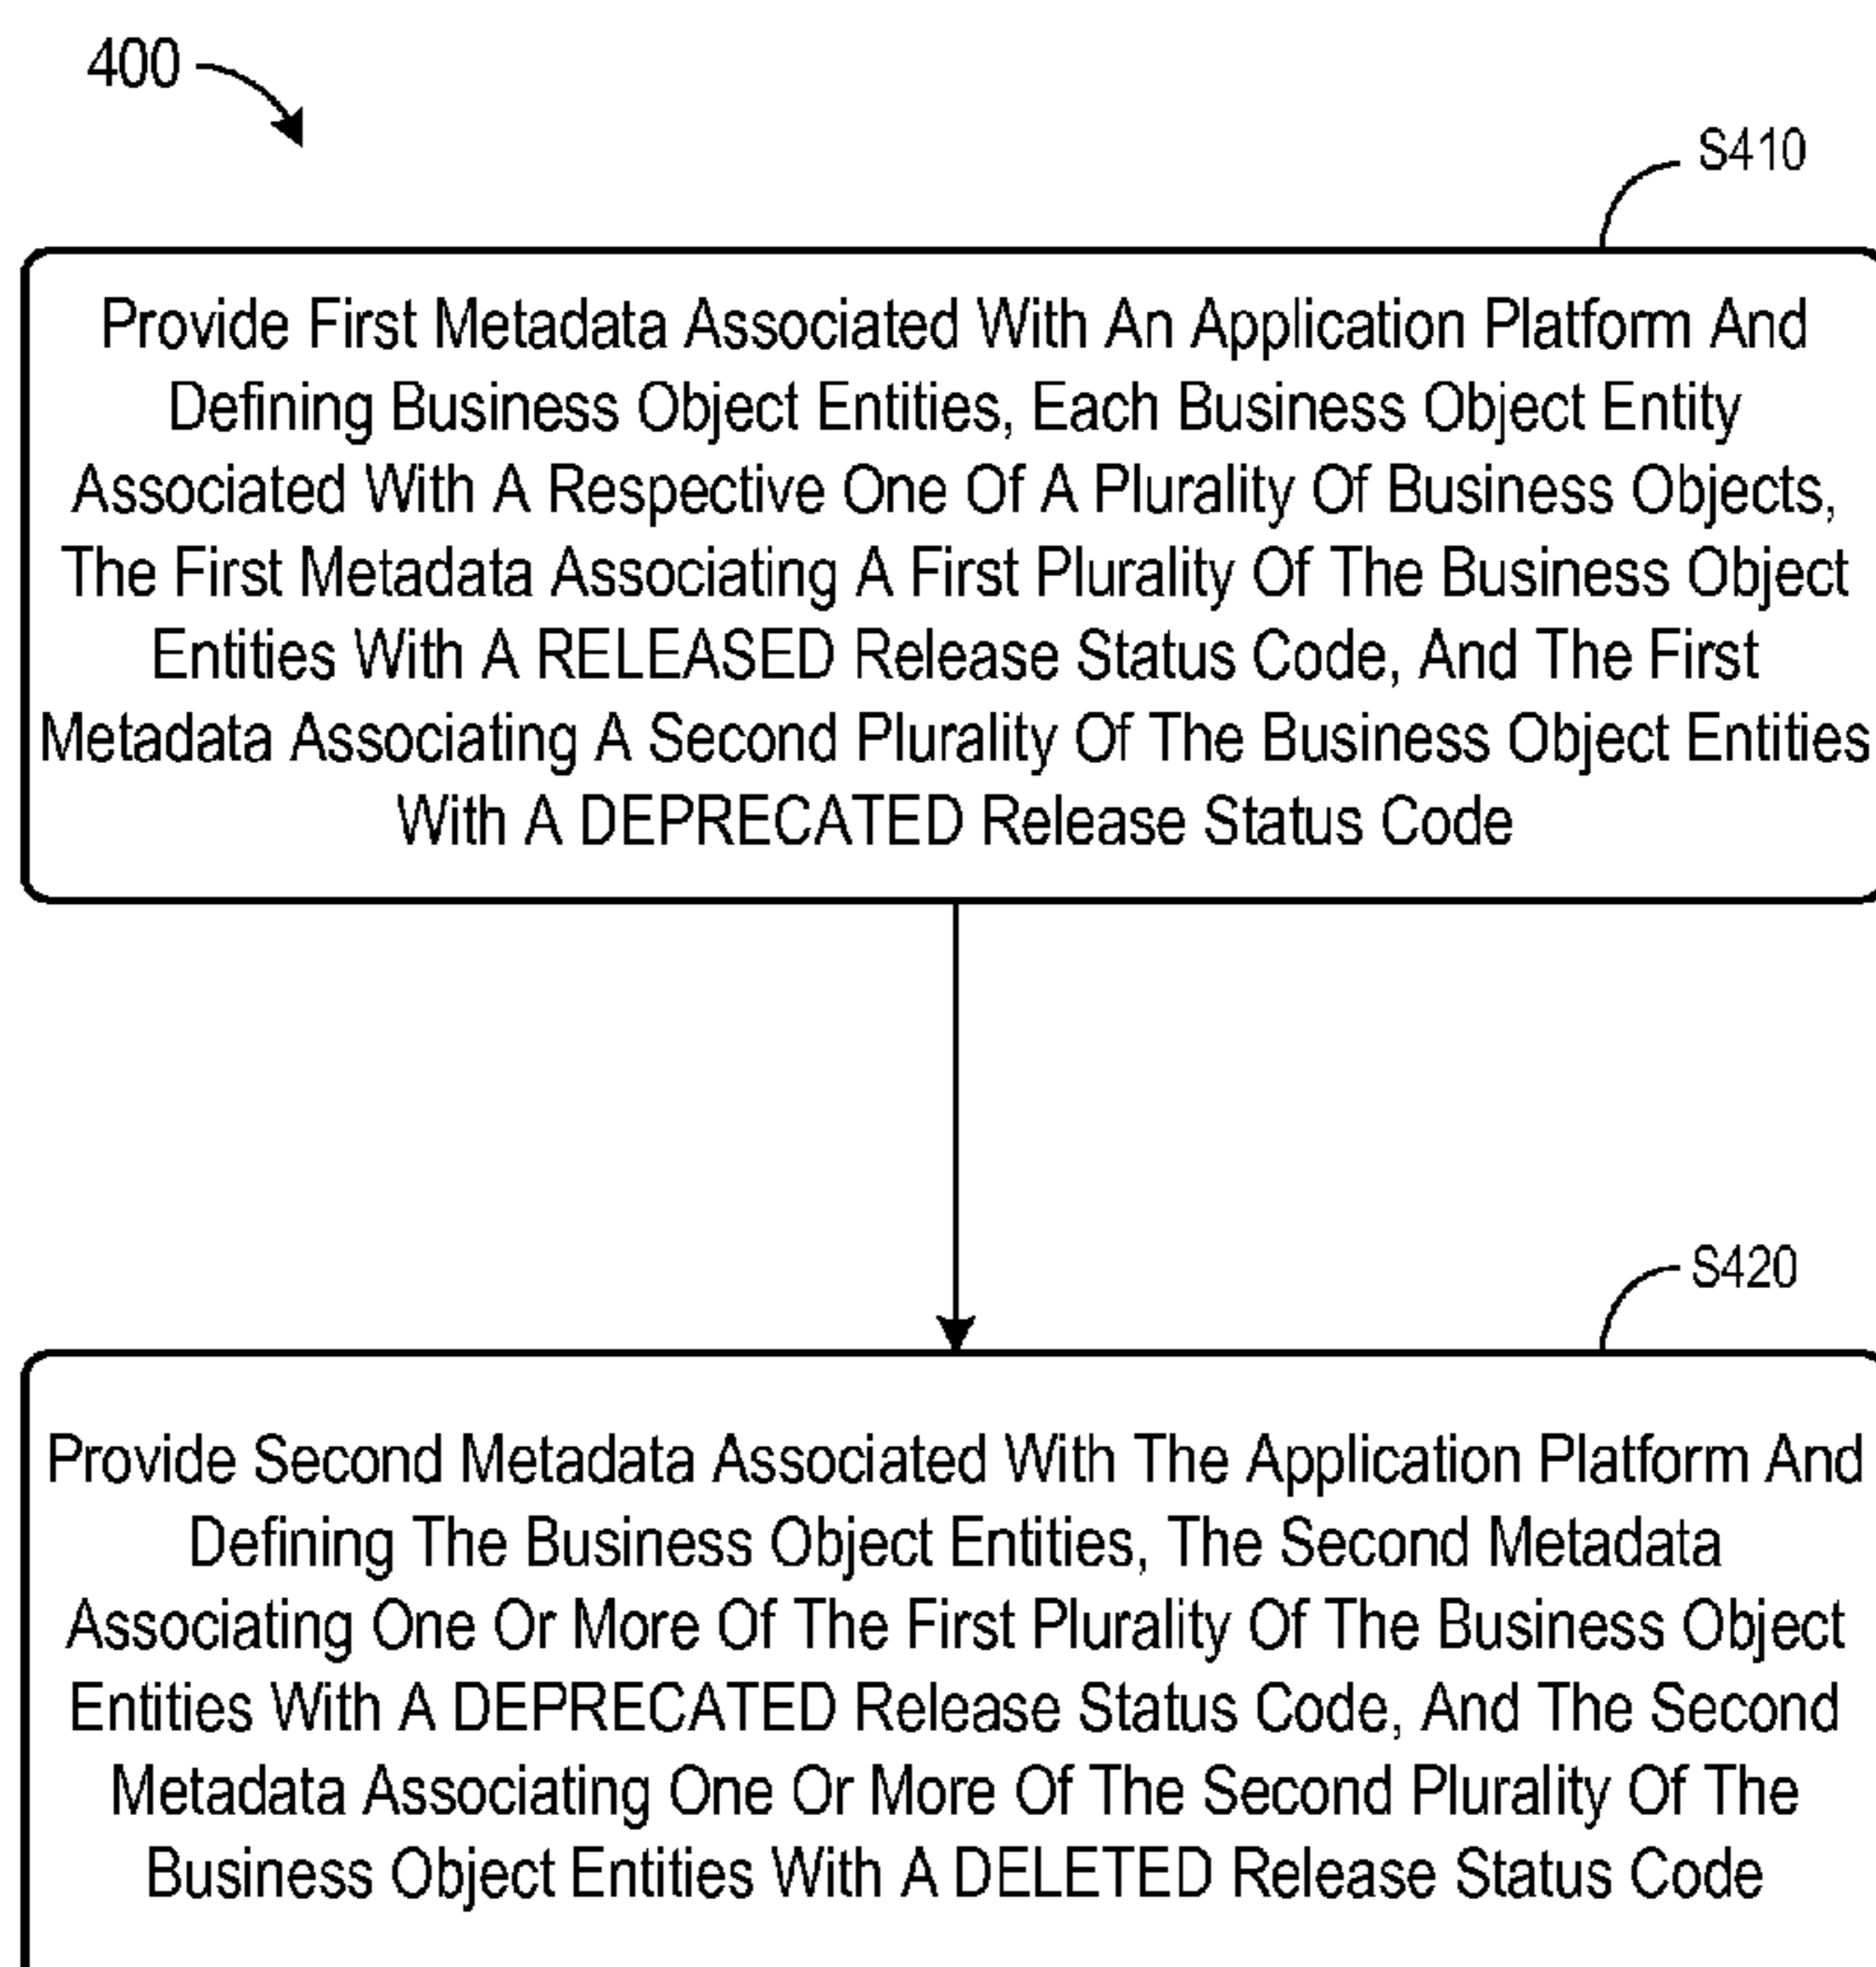 400
S410
Provide First Metadata Associated With An Application Platform And
Defining Business Object Entities, Each Business Object Entity
Associated With A Respective One Of A Plurality Of Business Objects,
The First Metadata Associating A First Plurality Of The Business Object
Entities With A RELEASED Release Status Code, And The First
Metadata Associating A Second Plurality Of The Business Object Entities
With A DEPRECATED Release Status Code
S420
Provide Second Metadata Associated With The Application Platform And
Defining The Business Object Entities, The Second Metadata
Associating One Or More Of The First Plurality Of The Business Object
Entities With A DEPRECATED Release Status Code, And The Second
Metadata Associating One Or More Of The Second Plurality Of The
Business Object Entities With A DELETED Release Status Code